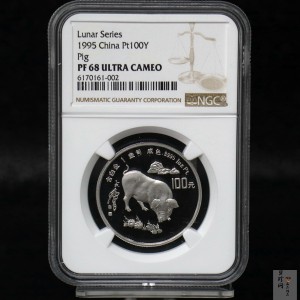 Lunar Series
1995 China Pt100Y
Pig
PF 68 ULTRA CAMEO
6170161-002
NUMISMATIC GUARANTY CORPORATION
NGC
100元